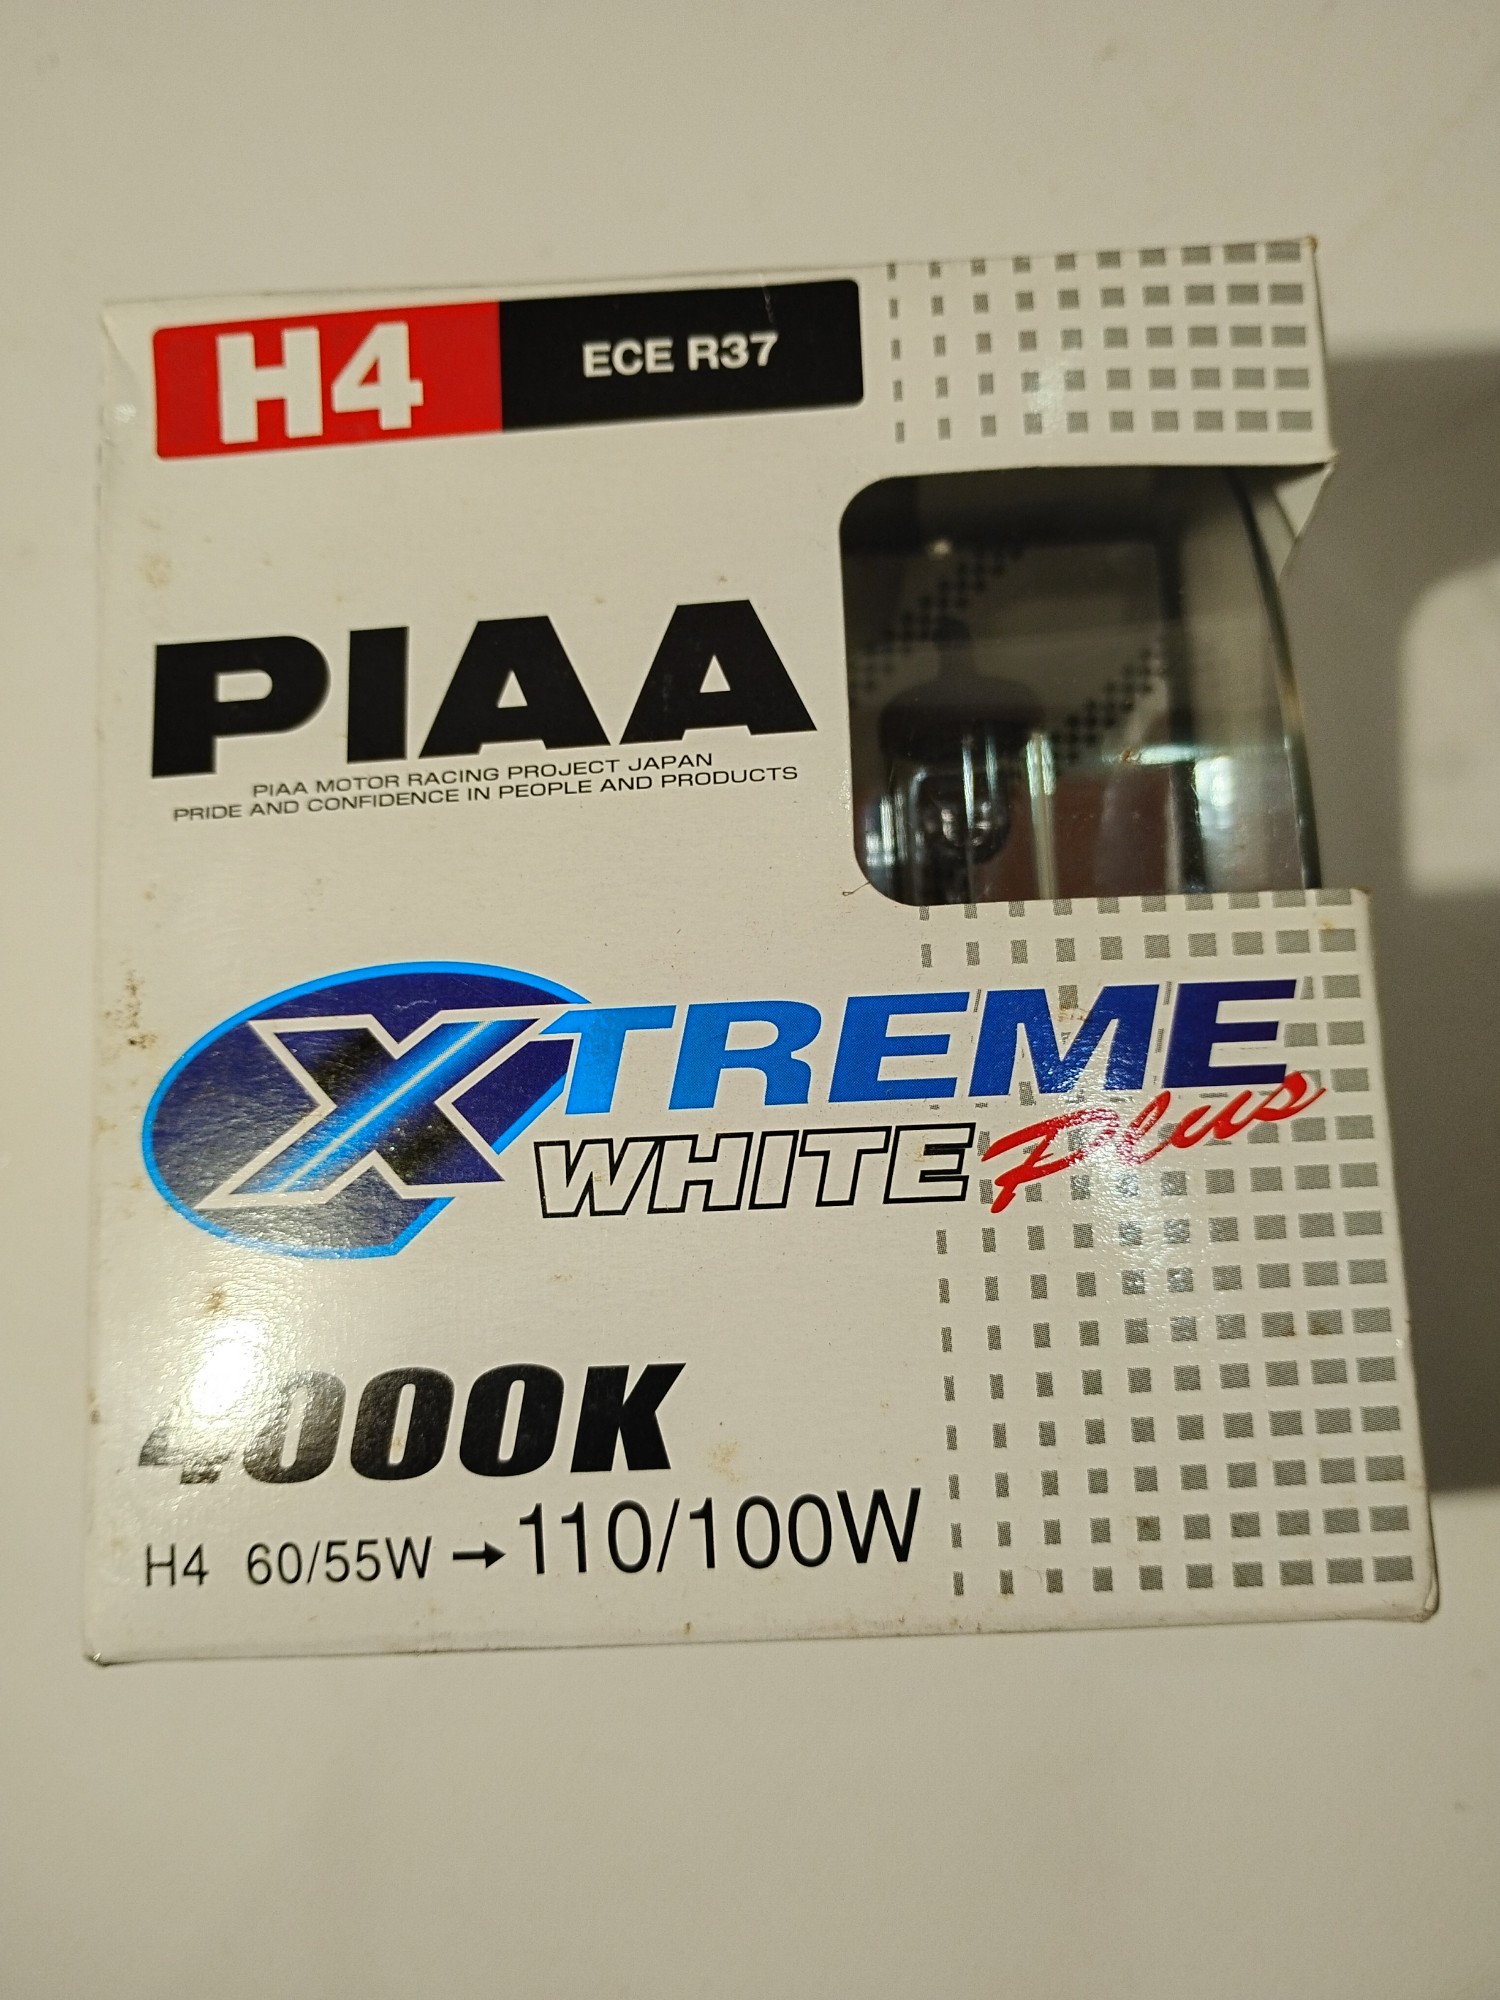 H4 ECE R37
PIAA
PIAA MOTOR RACING PROJECT JAPAN
PRIDE AND CONFIDENCE IN PEOPLE AND PRODUCTS
XTREME
WHITE Plus
4000K
H4 60/55W → 110/100W